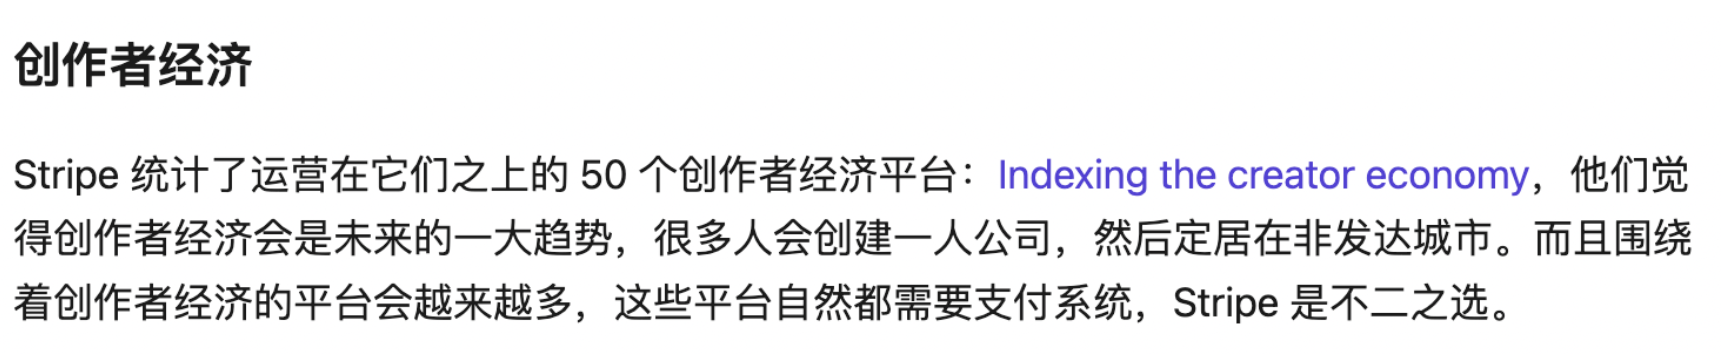 创作者经济
Stripe 统计了运营在它们之上的 50 个创作者经济平台：Indexing the creator economy，他们觉
得创作者经济会是未来的一大趋势，很多人会创建一人公司，然后定居在非发达城市。而且围绕
着创作者经济的平台会越来越多，这些平台自然都需要支付系统，Stripe 是不二之选。